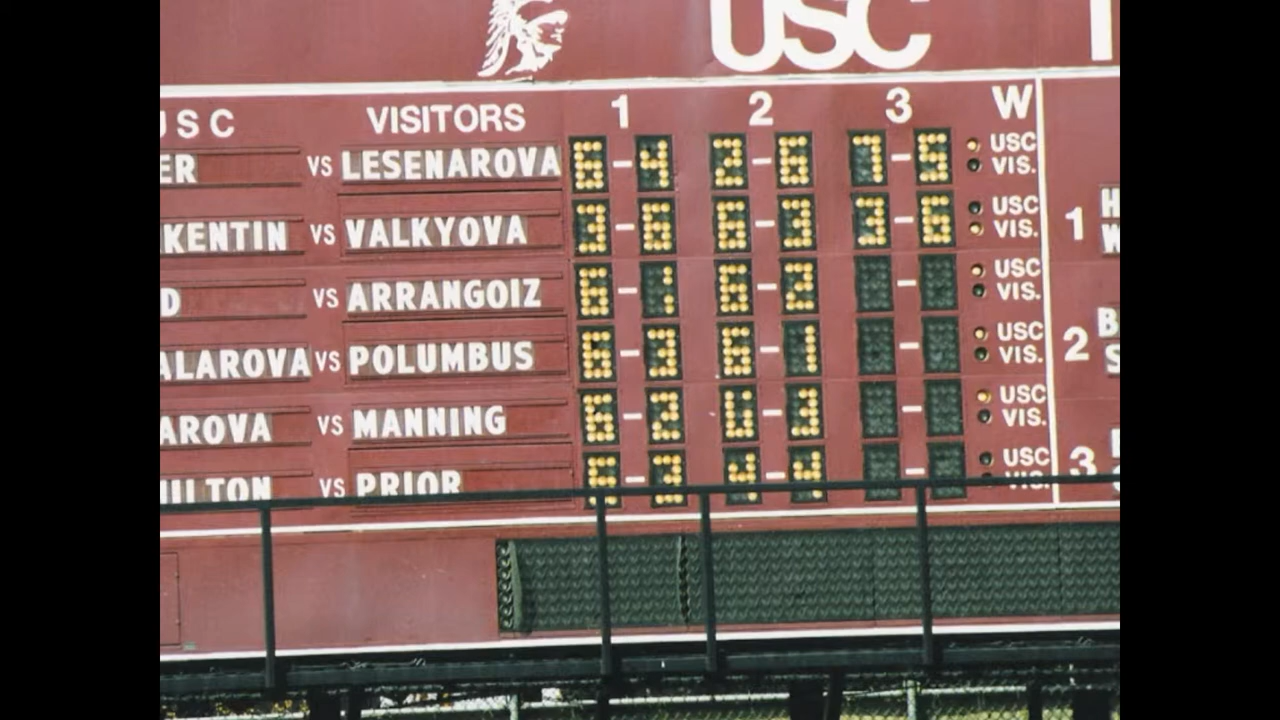 USC
USC VISITORS 1 2 3 W
ER VS LESENAROVA 6-4 2-6 7-5 USC VIS.
KENTIN VS VALKYOVA 3-6 6-3 3-6 USC VIS. 1 H W
D VS ARRANGOIZ 6-1 6-2 - USC VIS.
ALAROVA VS POLUMBUS 6-3 6-1 - USC VIS. 2 B S
AROVA VS MANNING 6-2 6-3 - USC VIS.
ILTON VS PRIOR 6-3 4-4 - USC VIS. 3